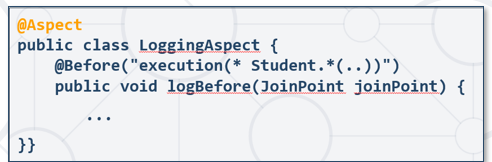 @Aspect
public class LoggingAspect {
@Before("execution(* Student.*(..))")
public void logBefore(JoinPoint joinPoint) {
...
}}